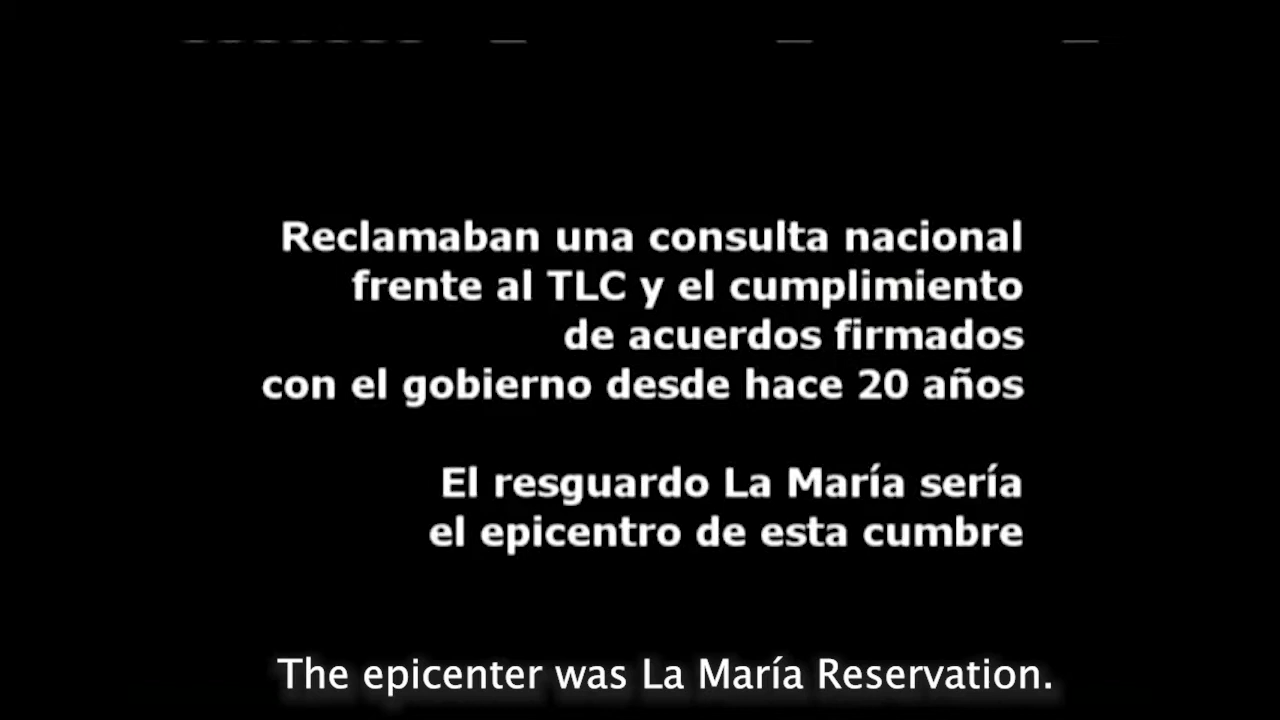 Reclamaban una consulta nacional
frente al TLC y el cumplimiento
de acuerdos firmados
con el gobierno desde hace 20 años
El resguardo La María sería
el epicentro de esta cumbre
The epicenter was La María Reservation.